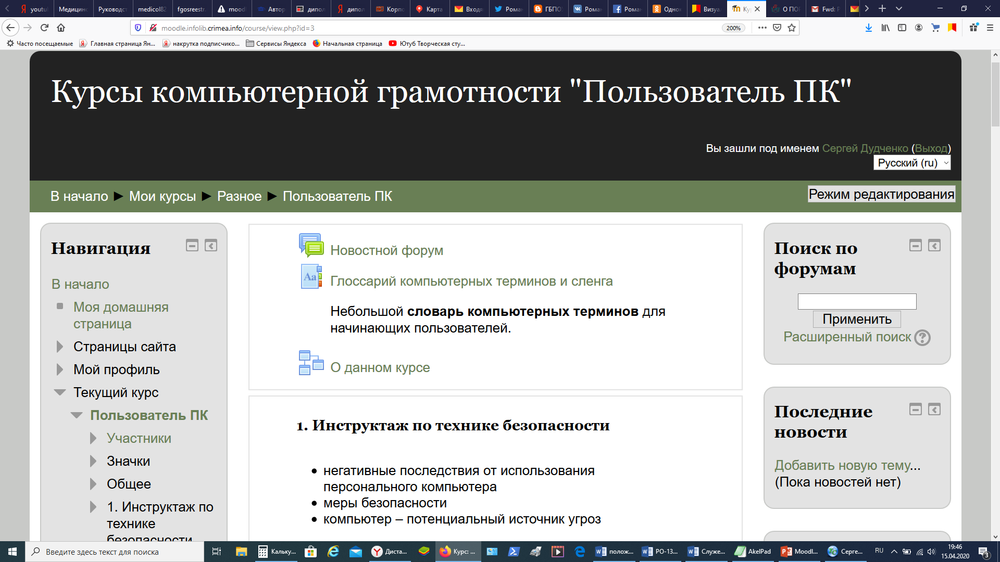 youtul
Медицинс
Руководст
medicol82
fgosreestr
mood
Автор
дипол
дипол
Корпо
Карта
Входя
Роман
ГБПО
Роман
Роман
Однок
Визуа
Ку
О ПОР
Fwd: Р
moodle.infolib.crimea.info/course/view.php?id=3
200%
Часто посещаемые
Главная страница Ян...
накрутка подписчико...
Сервисы Яндекса
Начальная страница
Ютуб Творческая сту...
Курсы компьютерной грамотности "Пользователь ПК"
Вы зашли под именем Сергей Дудченко (Выход)
Русский (ru)
В начало ► Мои курсы ► Разное ► Пользователь ПК
Режим редактирования
Навигация
В начало
Моя домашняя
страница
Страницы сайта
Мой профиль
Текущий курс
Пользователь ПК
Участники
Значки
Общее
1. Инструктаж по
технике
безопасности
Новостной форум
Aa
Глоссарий компьютерных терминов и сленга
Небольшой словарь компьютерных терминов для
начинающих пользователей.
О данном курсе
1. Инструктаж по технике безопасности
• негативные последствия от использования
персонального компьютера
• меры безопасности
• компьютер – потенциальный источник угроз
Поиск по
форумам
Применить
Расширенный поиск ?
Последние
новости
Добавить новую тему...
(Пока новостей нет)
Введите здесь текст для поиска
Кальку...
Диста...
Курс: ...
полож...
РО-13...
Служе...
AkelPad
Moodl...
Серге...
RU
19:46
15.04.2020
3